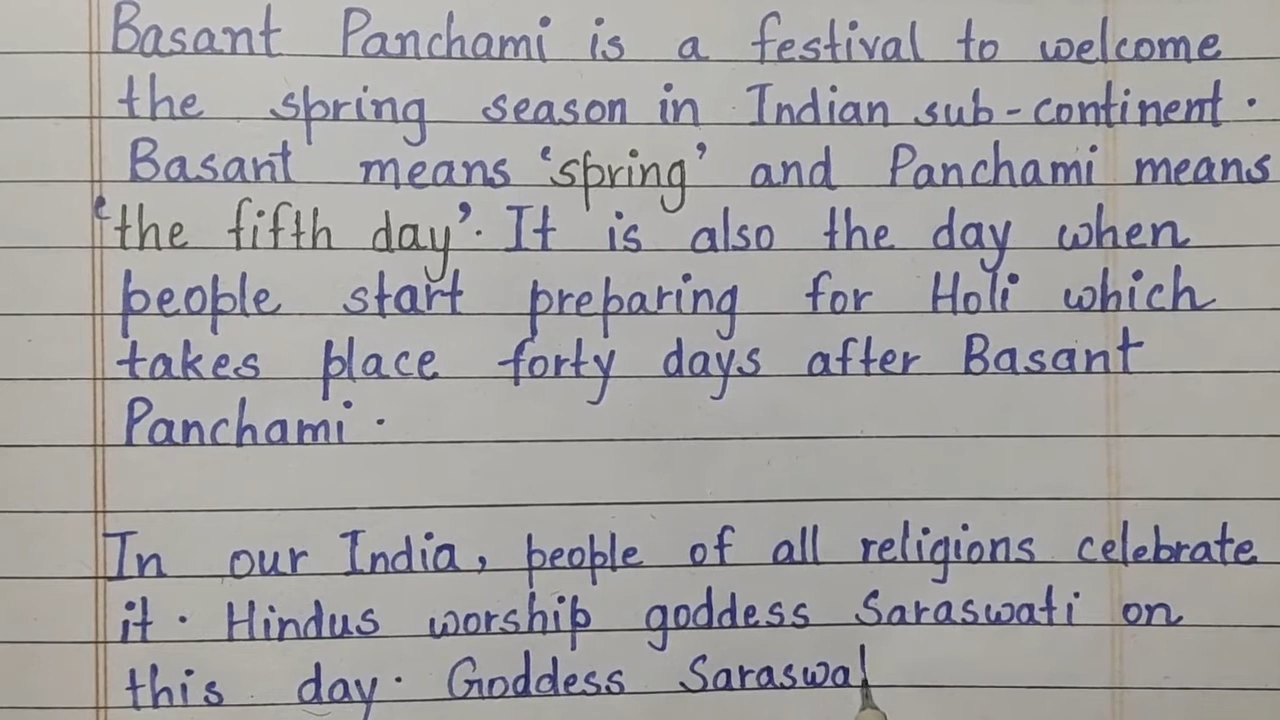 Basant Panchami is a festival to welcome
the spring season in Indian sub-continent.
Basant means 'spring' and Panchami means
'the fifth day'. It is also the day when
people start preparing for Holi which
takes place forty days after Basant
Panchami.
In our India, people of all religions celebrate
it. Hindus worship goddess Saraswati on
this day. Goddess Saraswa